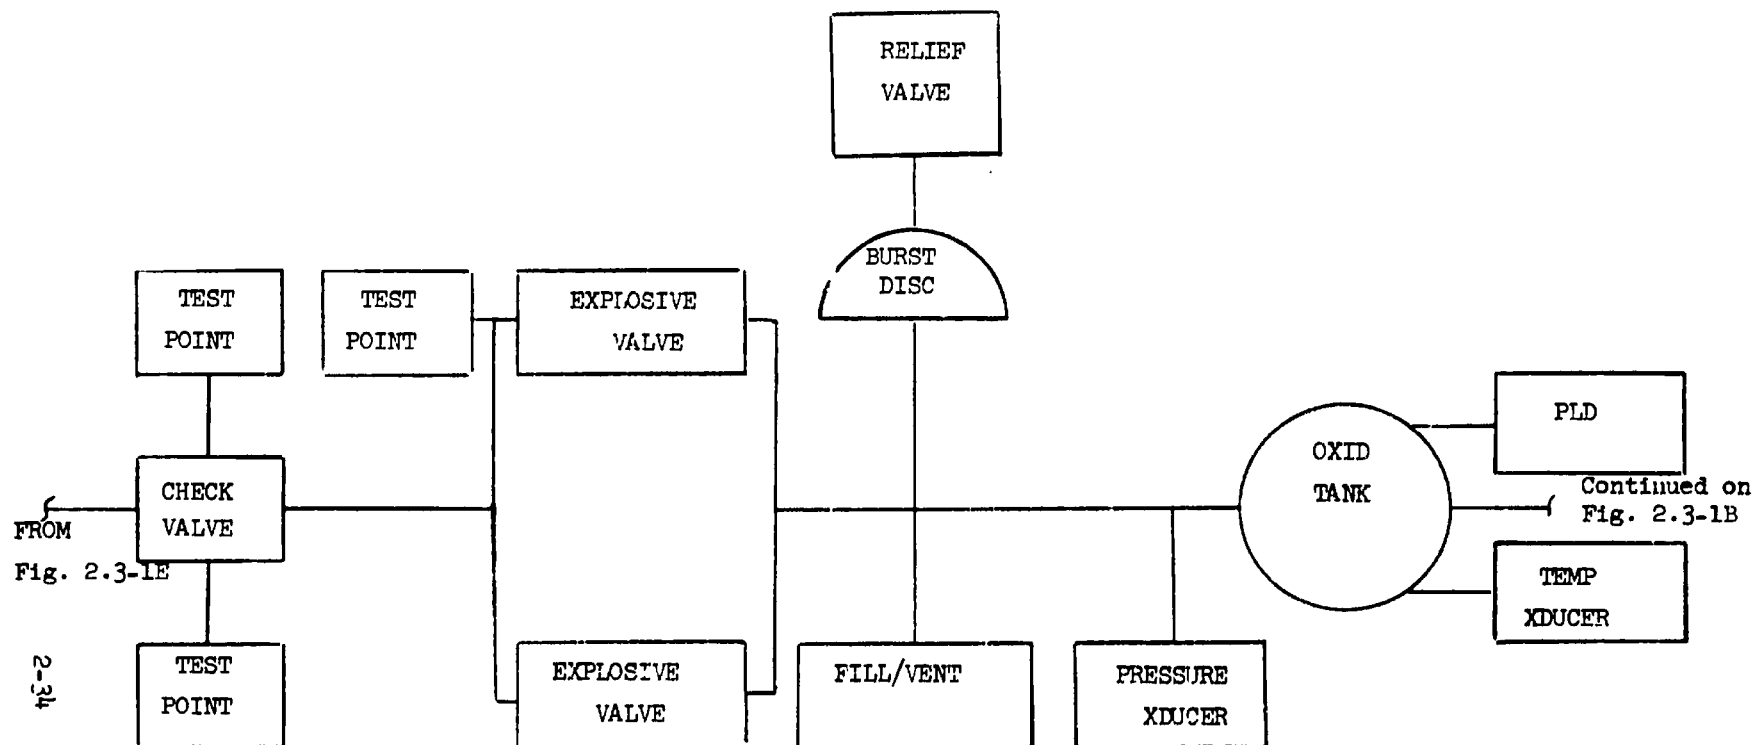 RELIEF
VALVE
BURST
DISC
TEST
POINT
TEST
POINT
EXPLOSIVE
VALVE
PLD
OXID
TANK
CHECK
VALVE
Continued on
Fig. 2.3-1B
FROM
Fig. 2.3-1E
TEMP
XDUCER
TEST
POINT
EXPLOSIVE
VALVE
FILL/VENT
PRESSURE
XDUCER
2-34